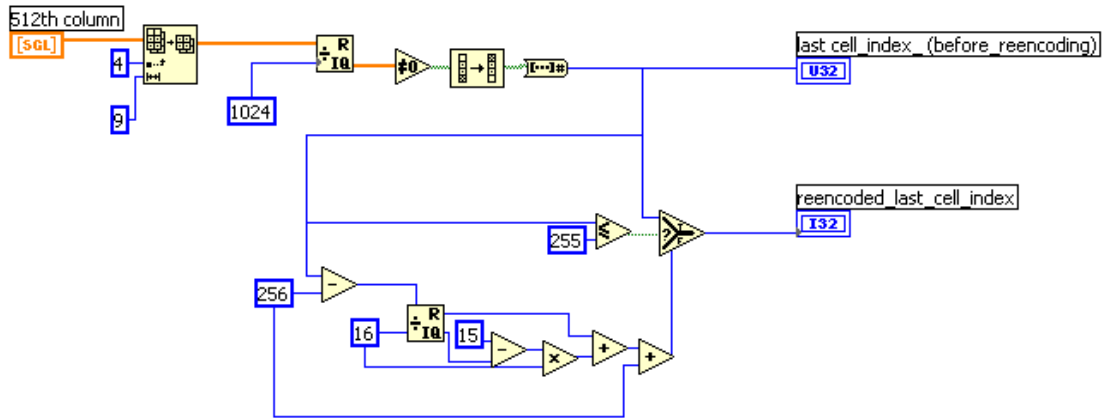 512th column
[SGL]
4
9
R
÷
IQ
1024
≠0
[...]#
last cell_index_(before_reencoding)
U32
reencoded_last_cell_index
I32
≤
255
?
T
F
256
-
R
÷
IQ
16
15
-
x
+
+